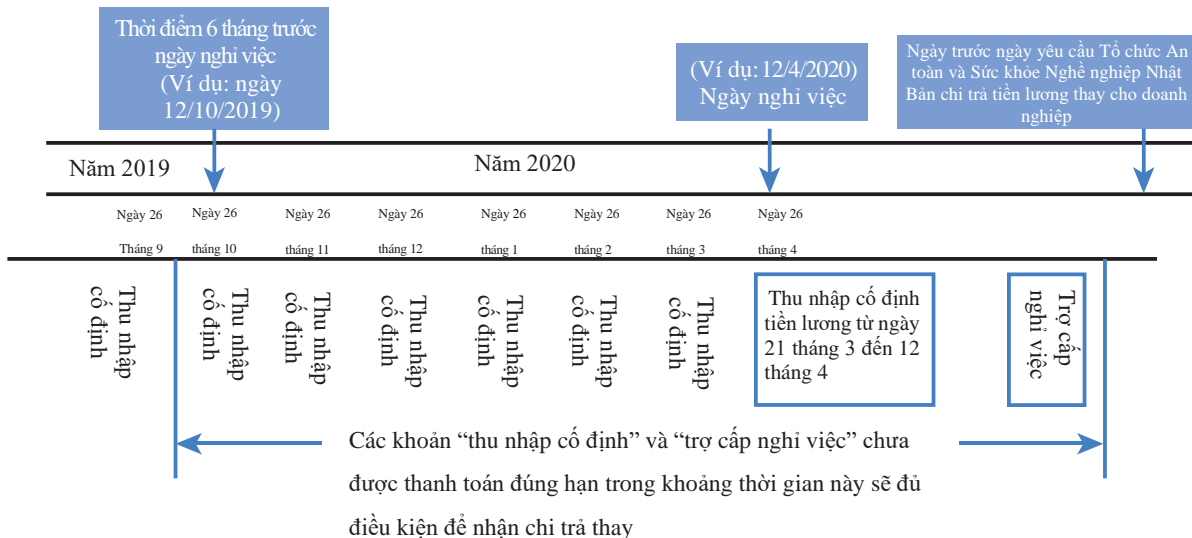 Thời điểm 6 tháng trước
ngày nghỉ việc
(Ví dụ: ngày
12/10/2019)
(Ví dụ: 12/4/2020)
Ngày nghỉ việc
Ngày trước ngày yêu cầu Tổ chức An
toàn và Sức khỏe Nghề nghiệp Nhật
Bản chi trả tiền lương thay cho doanh
nghiệp
Năm 2019
Năm 2020
Ngày 26
Tháng 9
Ngày 26
tháng 10
Ngày 26
tháng 11
Ngày 26
tháng 12
Ngày 26
tháng 1
Ngày 26
tháng 2
Ngày 26
tháng 3
Ngày 26
tháng 4
Thu nhập
cố định
Thu nhập
cố định
Thu nhập
cố định
Thu nhập
cố định
Thu nhập
cố định
Thu nhập
cố định
Thu nhập
cố định
Thu nhập cố định
tiền lương từ ngày
21 tháng 3 đến 12
tháng 4
Trợ cấp
nghỉ việc
Các khoản “thu nhập cố định” và “trợ cấp nghỉ việc” chưa
được thanh toán đúng hạn trong khoảng thời gian này sẽ đủ
điều kiện để nhận chi trả thay